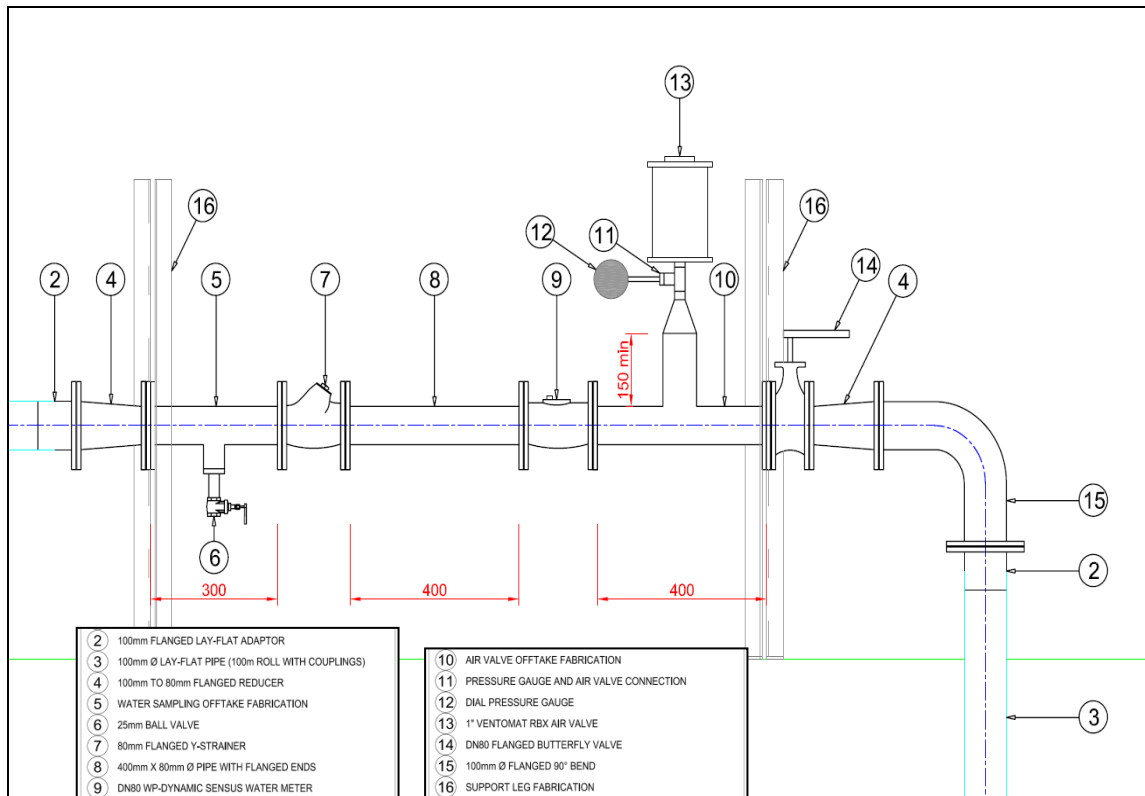 13
16
16
12
11
14
2
4
5
7
8
9
10
4
150 min
15
6
2
300
400
400
3
2 100mm FLANGED LAY-FLAT ADAPTOR
3 100mm Ø LAY-FLAT PIPE (100m ROLL WITH COUPLINGS)
4 100mm TO 80mm FLANGED REDUCER
5 WATER SAMPLING OFFTAKE FABRICATION
6 25mm BALL VALVE
7 80mm FLANGED Y-STRAINER
8 400mm X 80mm Ø PIPE WITH FLANGED ENDS
9 DN80 WP-DYNAMIC SENSUS WATER METER
10 AIR VALVE OFFTAKE FABRICATION
11 PRESSURE GAUGE AND AIR VALVE CONNECTION
12 DIAL PRESSURE GAUGE
13 1" VENTOMAT RBX AIR VALVE
14 DN80 FLANGED BUTTERFLY VALVE
15 100mm Ø FLANGED 90° BEND
16 SUPPORT LEG FABRICATION